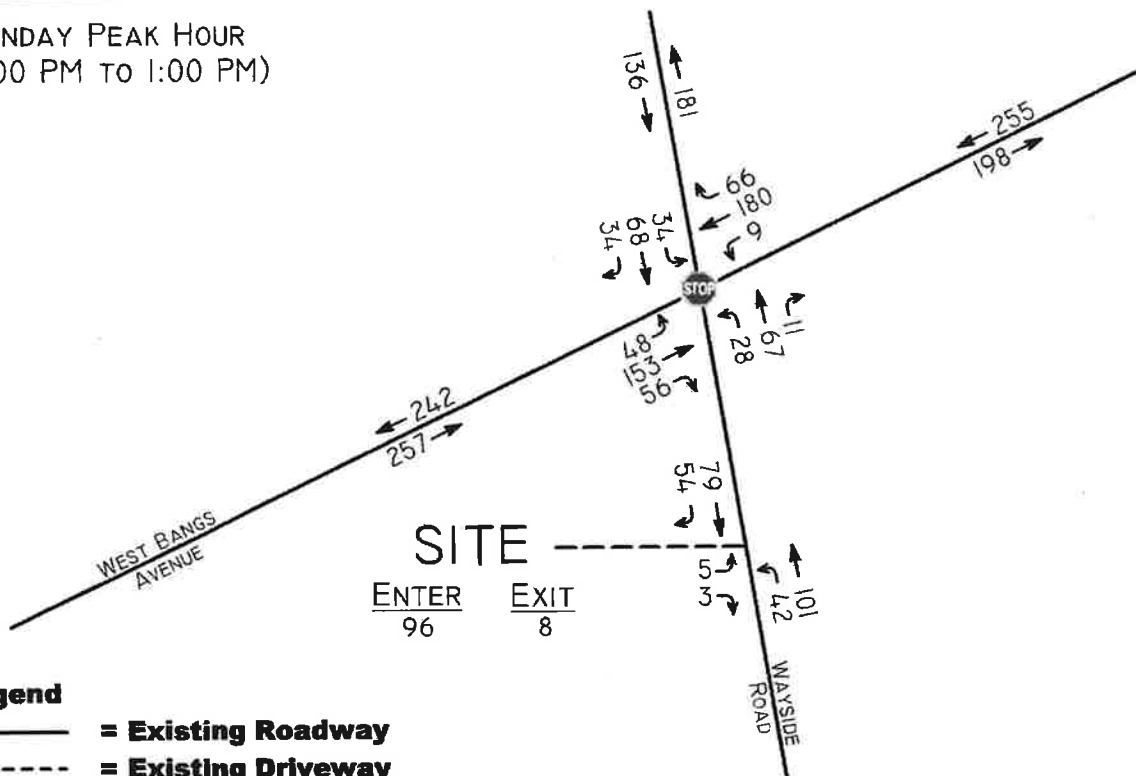 NDAY PEAK HOUR
00 PM TO 1:00 PM)
136
181
255
198
66
180
9
34
68
34
STOP
11
67
28
48
153
56
242
257
79
54
WEST BANGS
AVENUE
SITE
ENTER EXIT
96 8
5
3
101
42
WAYSIDE
ROAD
gend
= Existing Roadway
= Existing Driveway